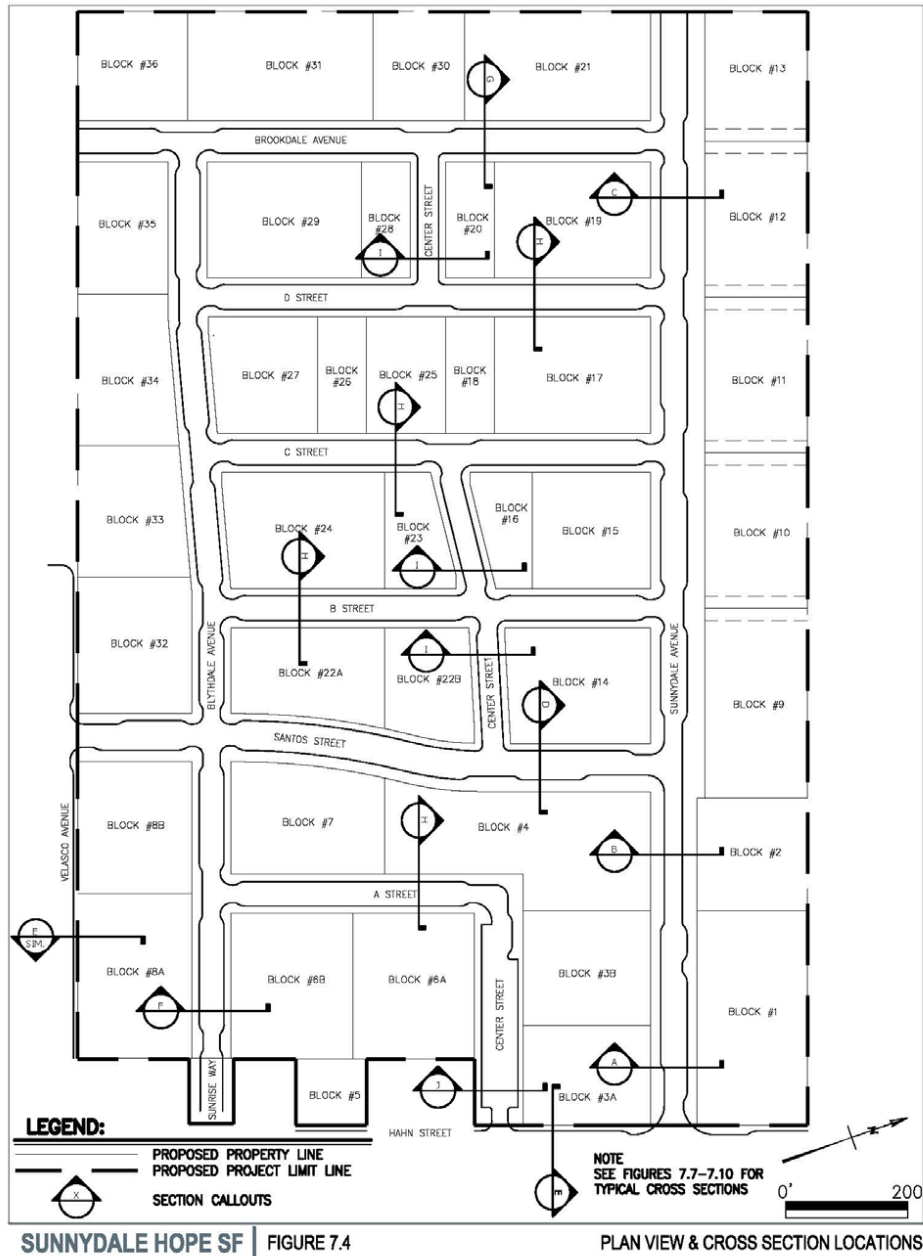 BLOCK #36
BLOCK #31
BLOCK #30
BLOCK #21
BLOCK #13
G
BROOKDALE AVENUE
BLOCK #35
BLOCK #29
BLOCK
#28
CENTER STREET
BLOCK
#20
BLOCK #19
C
BLOCK #12
H
I
D STREET
BLOCK #34
BLOCK #27
BLOCK
#26
BLOCK #25
BLOCK
#18
BLOCK #17
BLOCK #11
H
C STREET
BLOCK #33
BLOCK #24
BLOCK
#23
BLOCK
#16
BLOCK #15
BLOCK #10
H
I
B STREET
BLOCK #32
BLYTHDALE AVENUE
BLOCK #22A
BLOCK #22B
I
CENTER STREET
BLOCK #14
SUNNYDALE AVENUE
BLOCK #9
D
SANTOS STREET
VELASCO AVENUE
BLOCK #8B
BLOCK #7
H
BLOCK #4
B
BLOCK #2
A STREET
E
SIM.
BLOCK #8A
BLOCK #6B
BLOCK #6A
CENTER STREET
BLOCK #3B
BLOCK #1
F
SUNRISE WAY
BLOCK #5
J
A
BLOCK #3A
HAHN STREET
E
LEGEND:
PROPOSED PROPERTY LINE
PROPOSED PROJECT LIMIT LINE
X
SECTION CALLOUTS
NOTE
SEE FIGURES 7.7-7.10 FOR
TYPICAL CROSS SECTIONS
N
0' 200
SUNNYDALE HOPE SF | FIGURE 7.4
PLAN VIEW & CROSS SECTION LOCATIONS